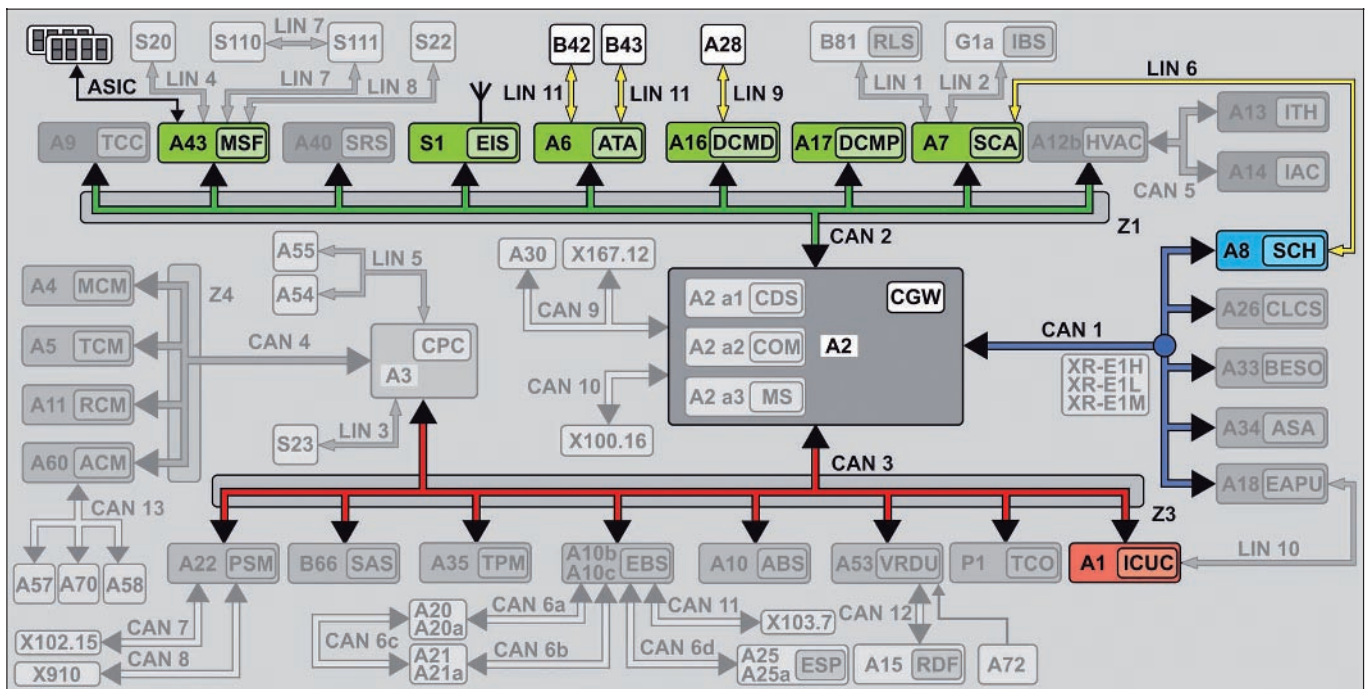 LIN 7
S20
S110
S111
S22
B42
B43
A28
B81 RLS
G1a IBS
LIN 6
ASIC
LIN 4
LIN 7
LIN 8
LIN 11
LIN 11
LIN 9
LIN 1
LIN 2
A9 TCC
A43 MSF
A40 SRS
S1 EIS
A6 ATA
A16 DCMD
A17 DCMP
A7 SCA
A12b HVAC
A13 ITH
A14 IAC
CAN 5
Z1
CAN 2
A55
A54
LIN 5
A30
X167.12
A8 SCH
A4 MCM
Z4
A2 a1 CDS
CGW
A26 CLCS
CAN 9
CAN 1
A5 TCM
CAN 4
CPC
A3
A2 a2 COM
A2
XR-E1H
XR-E1L
XR-E1M
A33 BESO
CAN 10
A2 a3 MS
A11 RCM
A34 ASA
S23
LIN 3
X100.16
A60 ACM
CAN 3
A18 EAPU
CAN 13
Z3
A22 PSM
B66 SAS
A35 TPM
A10b
A10c
EBS
A10 ABS
A53 VRDU
P1 TCO
A1 ICUC
LIN 10
A57
A70
A58
CAN 6a
CAN 11
CAN 12
A20
A20a
X103.7
X102.15
CAN 7
CAN 6c
CAN 6b
CAN 6d
X910
CAN 8
A21
A21a
A25
A25a
ESP
A15 RDF
A72